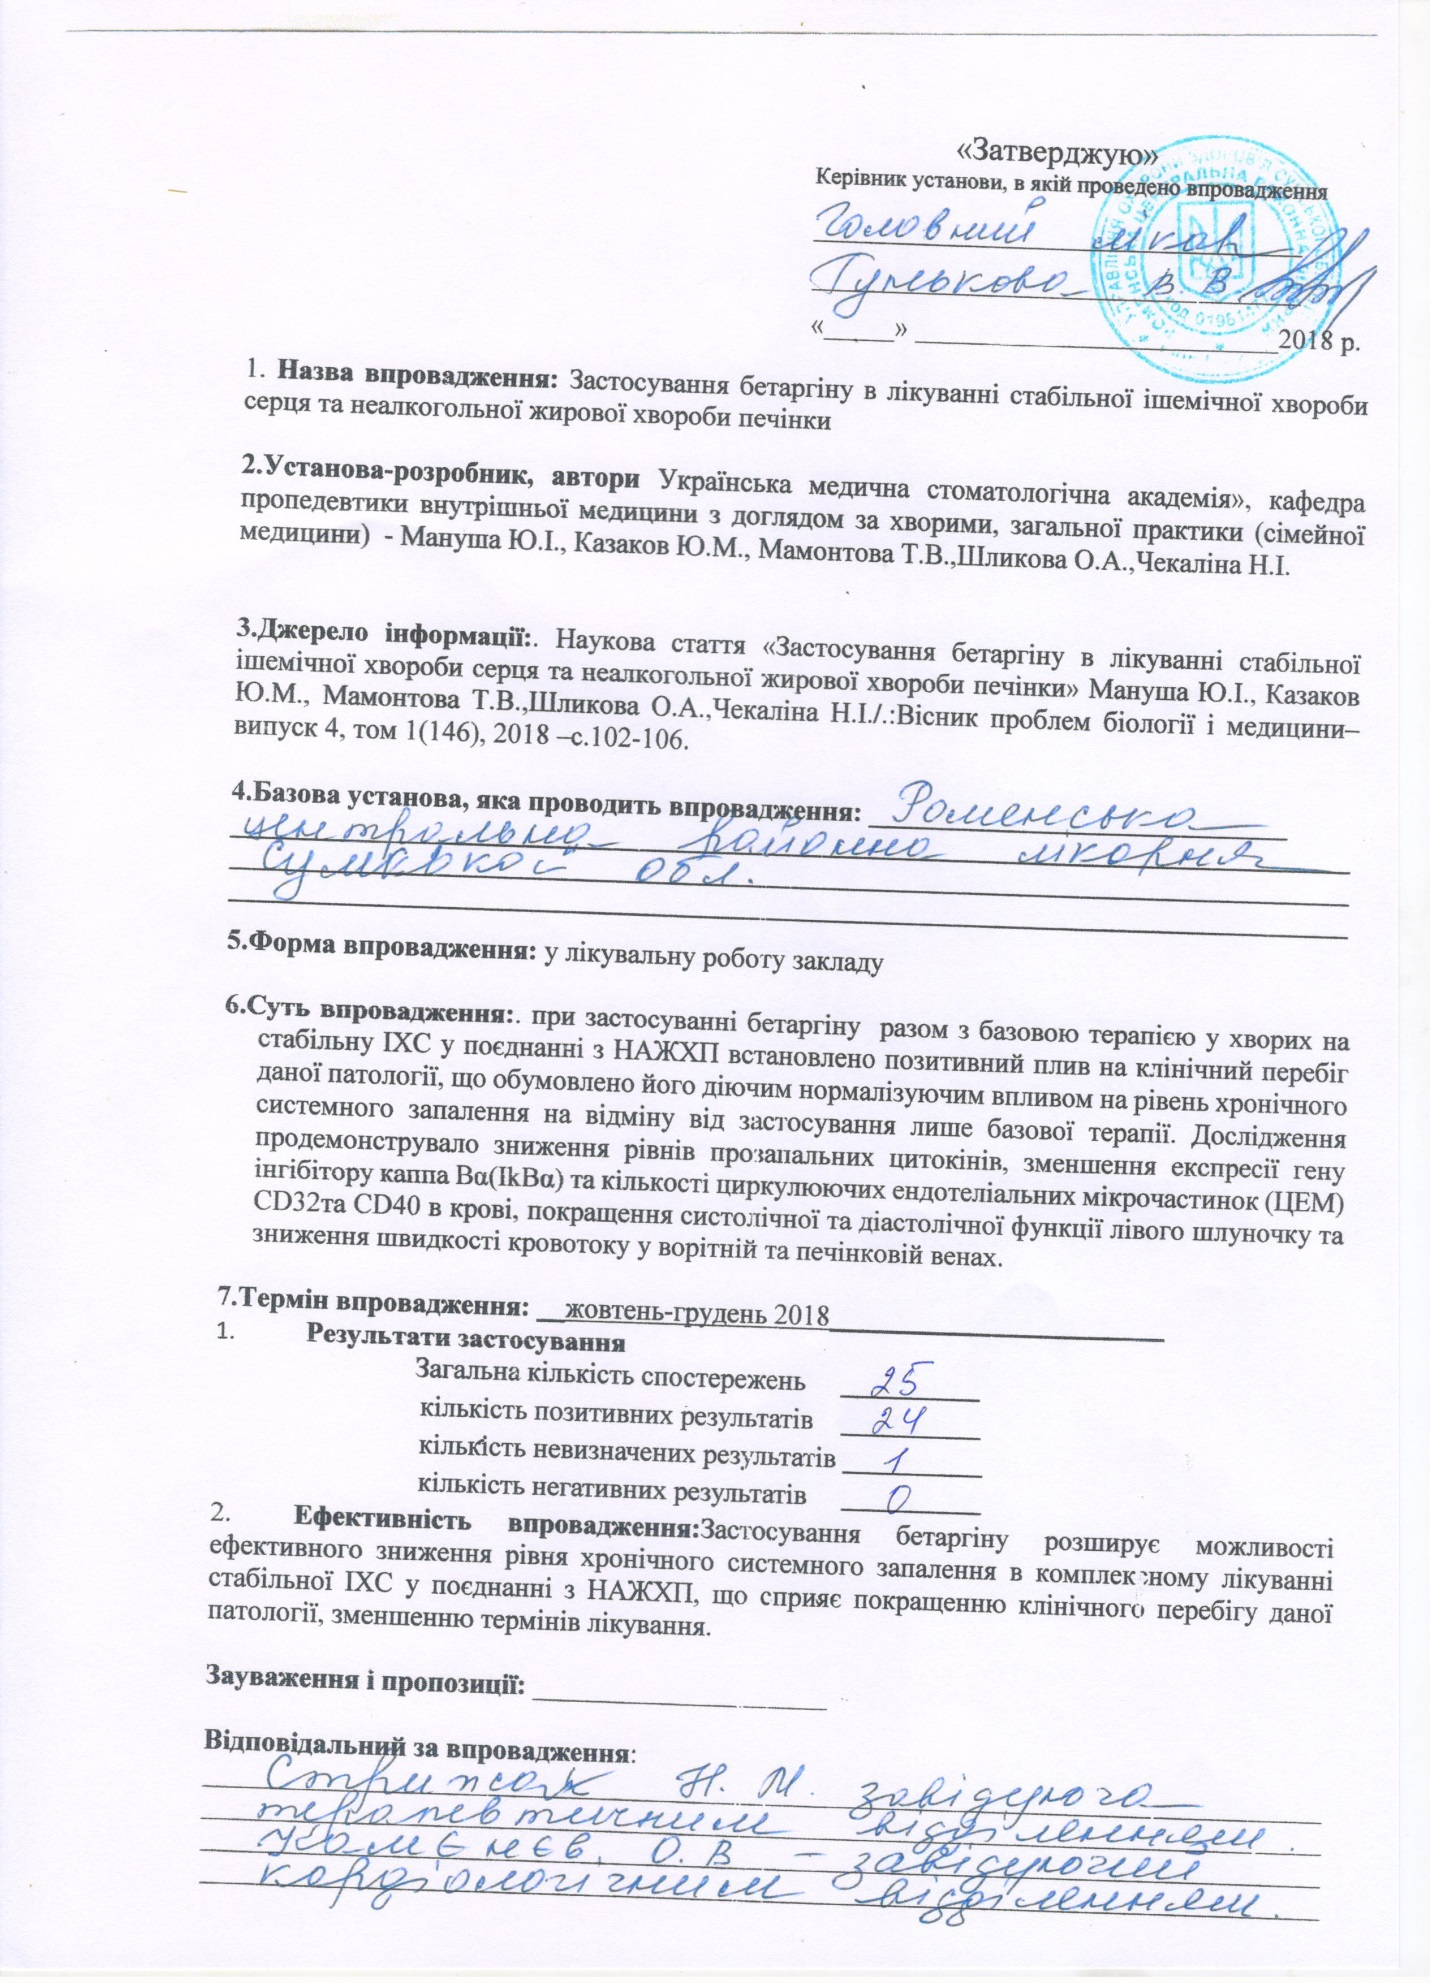 «Затверджую»
Керівник установи, в якій проведено впровадження
Головний лікар
В. В.
«_____» __________________________2018 р.
1. Назва впровадження: Застосування бетаргіну в лікуванні стабільної ішемічної хвороби
серця та неалкогольної жирової хвороби печінки
2.Установа-розробник, автори Українська медична стоматологічна академія», кафедра
пропедевтики внутрішньої медицини з доглядом за хворими, загальної практики (сімейної
медицини) - Мануша Ю.І., Казаков Ю.М., Мамонтова Т.В.,Шликова О.А.,Чекаліна Н.І.
3.Джерело інформації:. Наукова стаття «Застосування бетаргіну в лікуванні стабільної
ішемічної хвороби серця та неалкогольної жирової хвороби печінки» Мануша Ю.І., Казаков
Ю.М., Мамонтова Т.В.,Шликова О.А.,Чекаліна Н.І./.:Вісник проблем біології і медицини–
випуск 4, том 1(146), 2018 –с.102-106.
4.Базова установа, яка проводить впровадження: Роменська
центральна районна лікарня
Сумської обл.
5.Форма впровадження: у лікувальну роботу закладу
6.Суть впровадження:. при застосуванні бетаргіну разом з базовою терапією у хворих на
стабільну ІХС у поєднанні з НАЖХП встановлено позитивний плив на клінічний перебіг
даної патології, що обумовлено його діючим нормалізуючим впливом на рівень хронічного
системного запалення на відміну від застосування лише базової терапії. Дослідження
продемонструвало зниження рівнів прозапальних цитокінів, зменшення експресії гену
інгібітору каппа Bα(IkBα) та кількості циркулюючих ендотеліальних мікрочастинок (ЦЕМ)
CD32та CD40 в крові, покращення систолічної та діастолічної функції лівого шлуночку та
зниження швидкості кровотоку у ворітній та печінковій венах.
7.Термін впровадження: __жовтень-грудень 2018
1. Результати застосування
Загальна кількість спостережень 25
кількість позитивних результатів 24
кількість невизначених результатів 1
кількість негативних результатів 0
2. Ефективність впровадження:Застосування бетаргіну розширує можливості
ефективного зниження рівня хронічного системного запалення в комплексному лікуванні
стабільної ІХС у поєднанні з НАЖХП, що сприяє покращенню клінічного перебігу даної
патології, зменшенню термінів лікування.
Зауваження і пропозиції: ____________________
Відповідальний за впровадження:
Стрижак Н. М. завідуюча
терапевтичним відділенням.
Камєнєв О. В – завідуючий
кардіологічним відділенням.